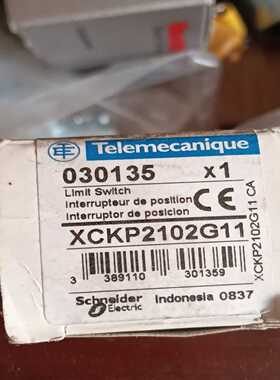 Telemecanique
030135 x1
Limit Switch
Interrupteur de position
Interruptor de posicion
CE
XCKP2102G11
XCKP2102G11 CA
3 389110 301359
Schneider Electric Indonesia 0837